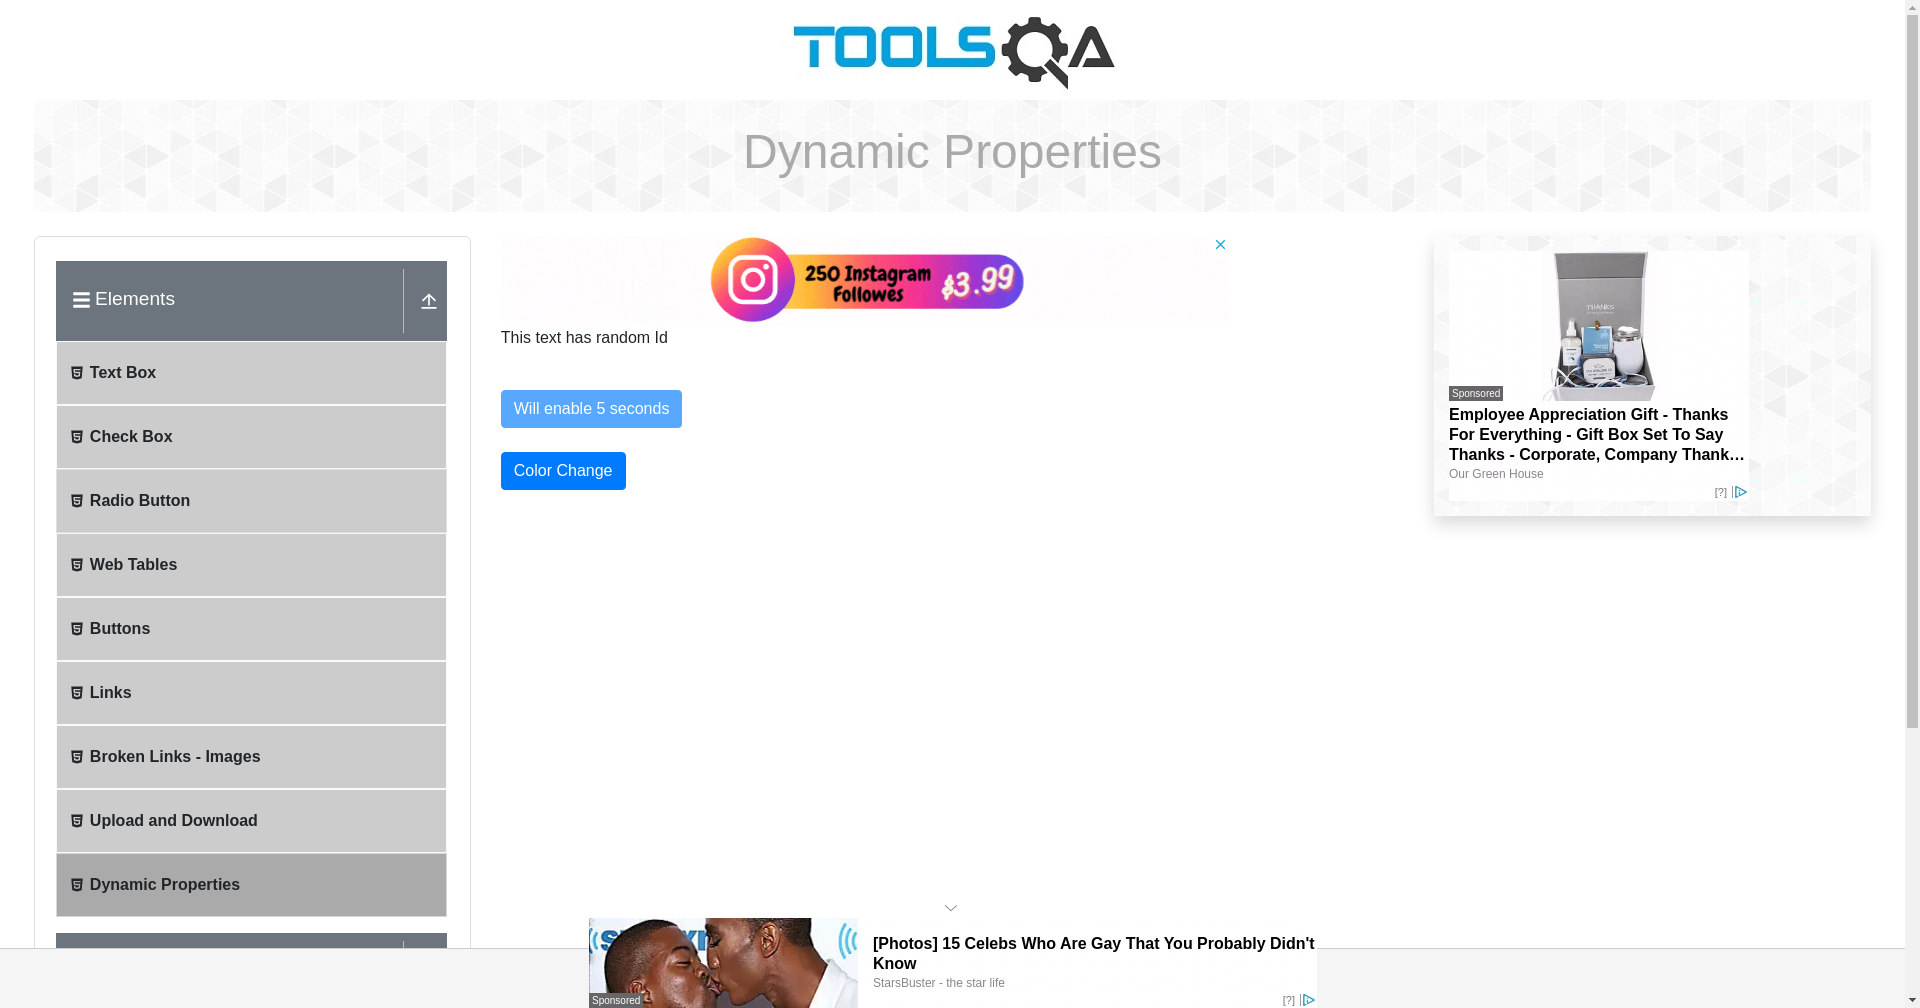 TOOLSQA
Dynamic Properties
Elements
Text Box
Check Box
Radio Button
Web Tables
Buttons
Links
Broken Links - Images
Upload and Download
Dynamic Properties
250 Instagram
Followes
$3.99
This text has random Id
Will enable 5 seconds
Color Change
THANKS
Sponsored
Employee Appreciation Gift - Thanks
For Everything - Gift Box Set To Say
Thanks - Corporate, Company Thank…
Our Green House
[?]
[Photos] 15 Celebs Who Are Gay That You Probably Didn't
Know
StarsBuster - the star life
Sponsored
[?]